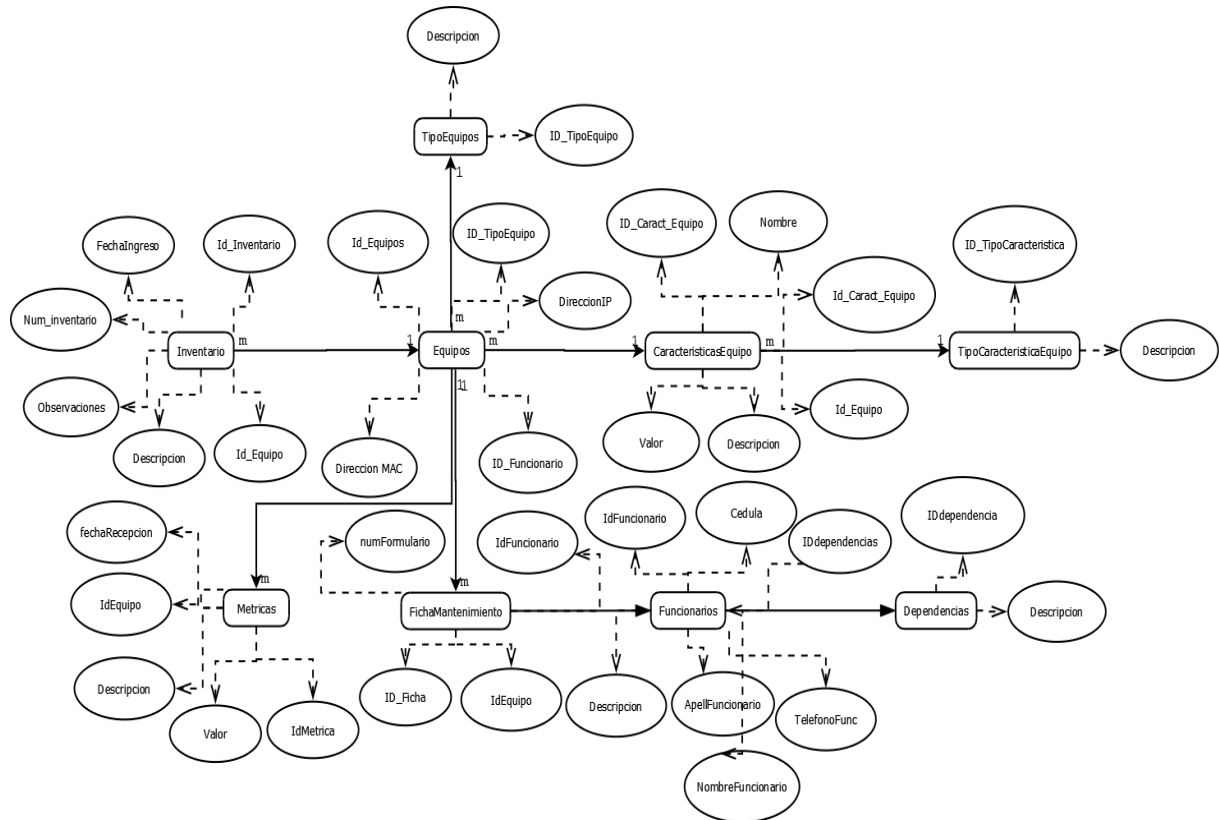 Descripcion
TipoEquipos
ID_TipoEquipo
1
FechaIngreso
Id_Inventario
Id_Equipos
ID_TipoEquipo
ID_Caract_Equipo
Nombre
ID_TipoCaracteristica
Num_inventario
DireccionIP
Id_Caract_Equipo
Inventario
m
1
Equipos
m
m
1
CaracteristicasEquipo
m
1
TipoCaracteristicaEquipo
Descripcion
1
1
Observaciones
Descripcion
Id_Equipo
Direccion MAC
ID_Funcionario
Valor
Descripcion
Id_Equipo
fechaRecepcion
numFormulario
IdFuncionario
IdFuncionario
Cedula
IDdependencias
IDdependencia
m
m
IdEquipo
Metricas
FichaMantenimiento
Funcionarios
Dependencias
Descripcion
Descripcion
Valor
IdMetrica
ID_Ficha
IdEquipo
Descripcion
ApellFuncionario
TelefonoFunc
NombreFuncionario